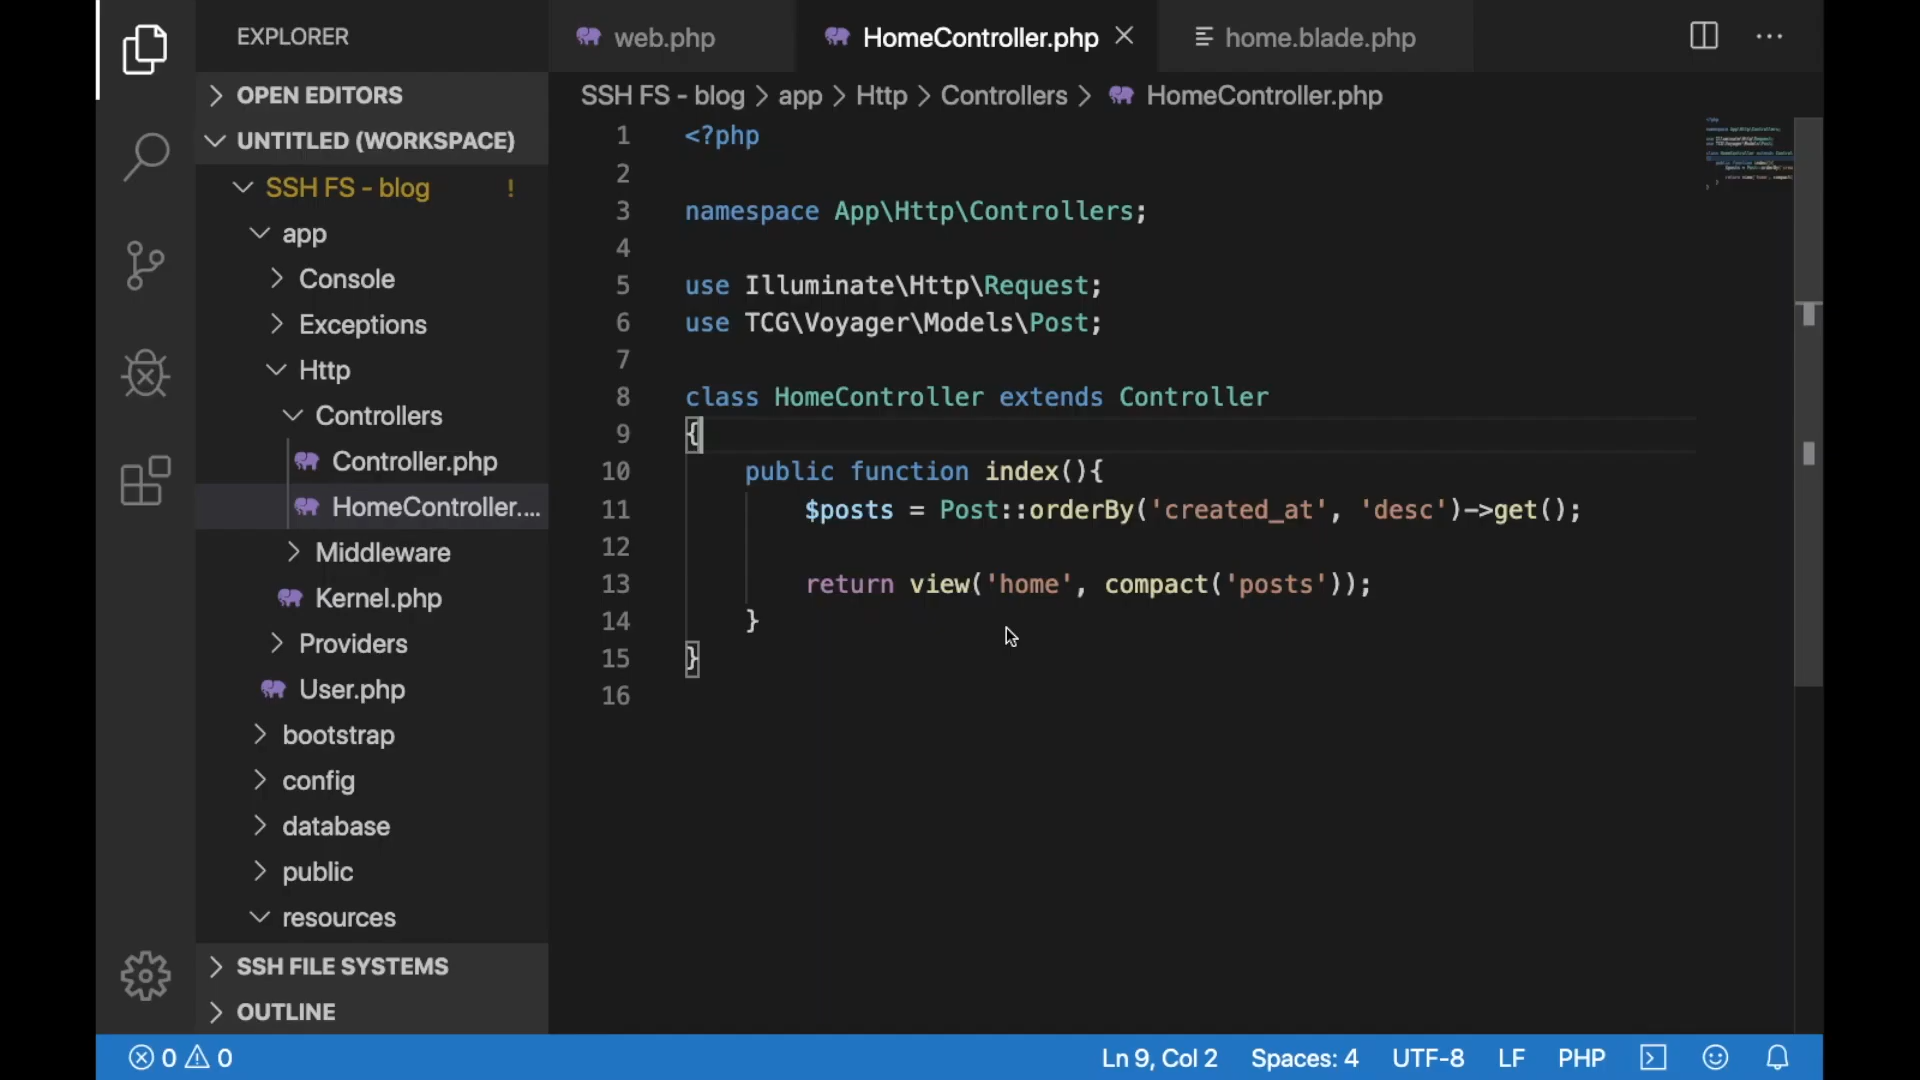 EXPLORER
OPEN EDITORS
UNTITLED (WORKSPACE)
SSH FS - blog !
app
Console
Exceptions
Http
Controllers
Controller.php
HomeController....
Middleware
Kernel.php
Providers
User.php
bootstrap
config
database
public
resources
SSH FILE SYSTEMS
OUTLINE
web.php
HomeController.php
home.blade.php
SSH FS - blog > app > Http > Controllers > HomeController.php
1 <?php
2
3 namespace App\Http\Controllers;
4
5 use Illuminate\Http\Request;
6 use TCG\Voyager\Models\Post;
7
8 class HomeController extends Controller
9 {
10 public function index(){
11 $posts = Post::orderBy('created_at', 'desc')->get();
12
13 return view('home', compact('posts'));
14 }
15 }
16
0 0
Ln 9, Col 2 Spaces: 4 UTF-8 LF PHP